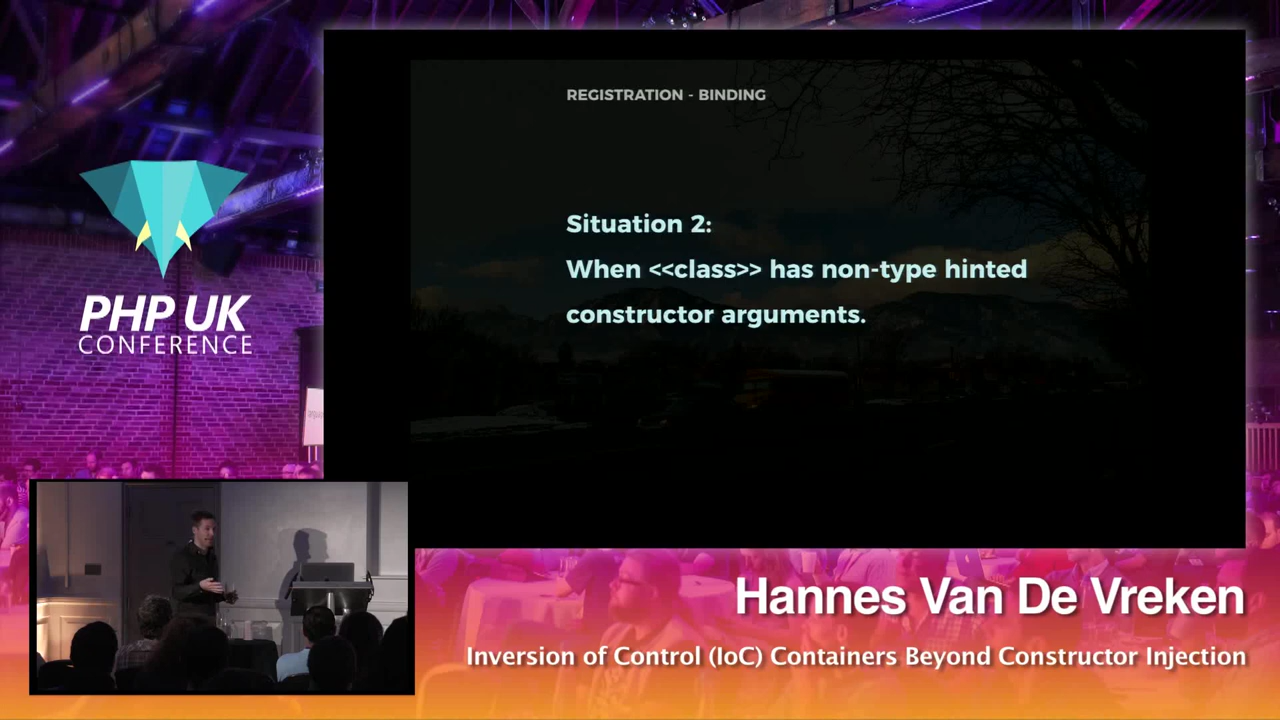 REGISTRATION - BINDING
Situation 2:
When <<class>> has non-type hinted
constructor arguments.
PHP UK
CONFERENCE
Hannes Van De Vreken
Inversion of Control (IoC) Containers Beyond Constructor Injection